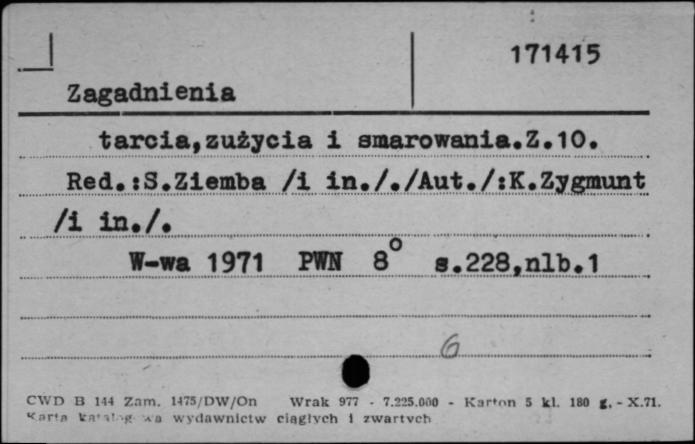 171415
Zagadnienia
tarcia,zużycia i smarowania.Z.10.
Red.:S.Ziemba /i in././Aut./:K.Zygmunt
/i in./.
W-wa 1971 PWN 8° s.228,nlb.1
6
CWD B 144 Zam. 1475/DW/On Wrak 977 - 7.225.000 - Karton 5 kl. 180 g. - X.71.
Karta katalogowa wydawnictw ciągłych i zwartych